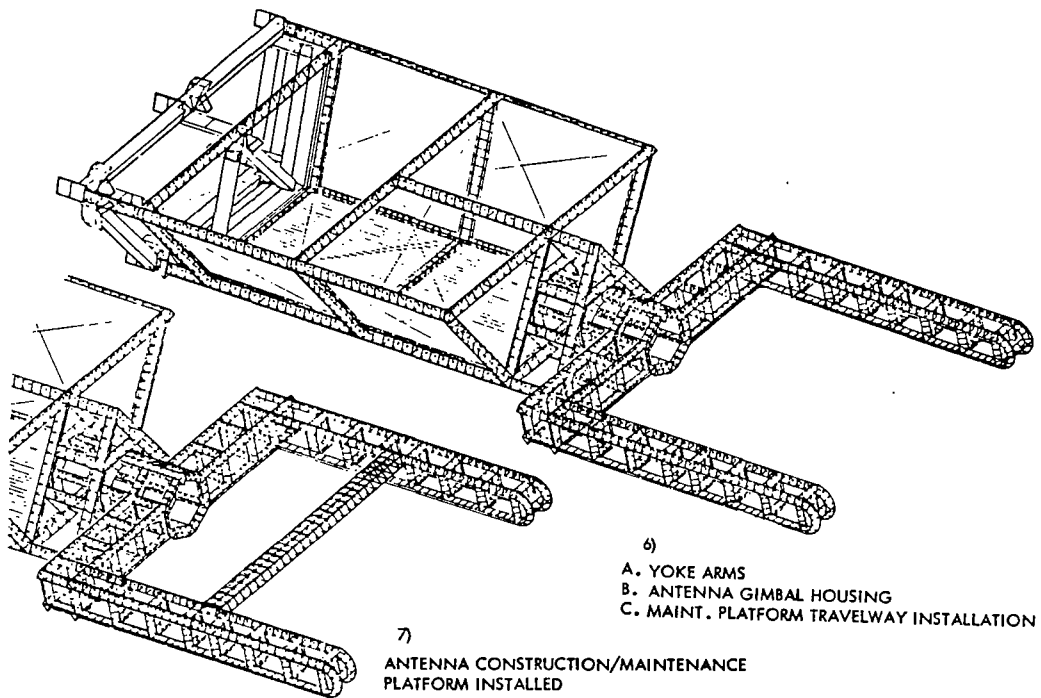 6)
A. YOKE ARMS
B. ANTENNA GIMBAL HOUSING
C. MAINT. PLATFORM TRAVELWAY INSTALLATION
7)
ANTENNA CONSTRUCTION/MAINTENANCE
PLATFORM INSTALLED